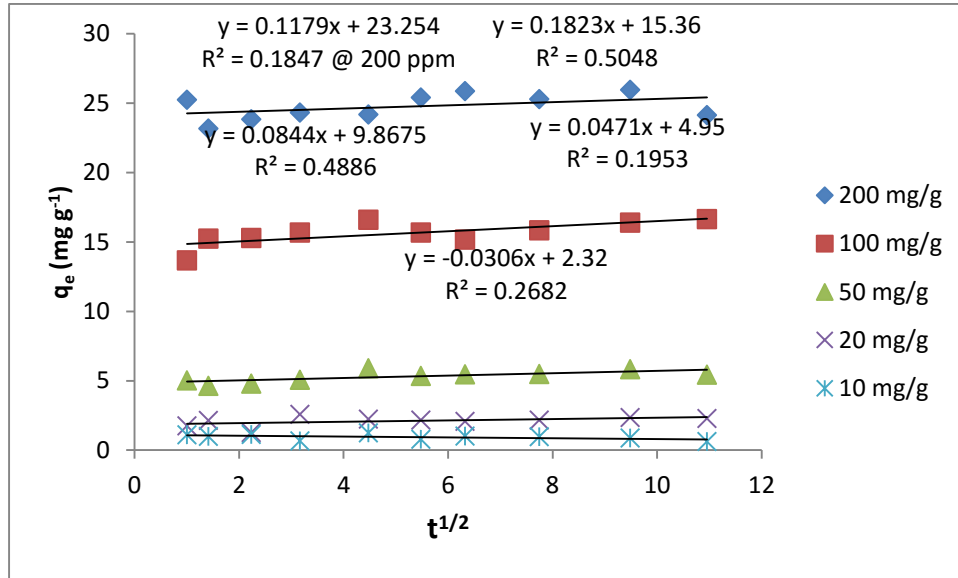 y = 0.1179x + 23.254
R² = 0.1847 @ 200 ppm
y = 0.1823x + 15.36
R² = 0.5048
y = 0.0844x + 9.8675
R² = 0.4886
y = 0.0471x + 4.95
R² = 0.1953
y = -0.0306x + 2.32
R² = 0.2682
30
25
20
15
10
5
0
qₑ (mg g⁻¹)
0 2 4 6 8 10 12
t¹/²
200 mg/g
100 mg/g
50 mg/g
20 mg/g
10 mg/g